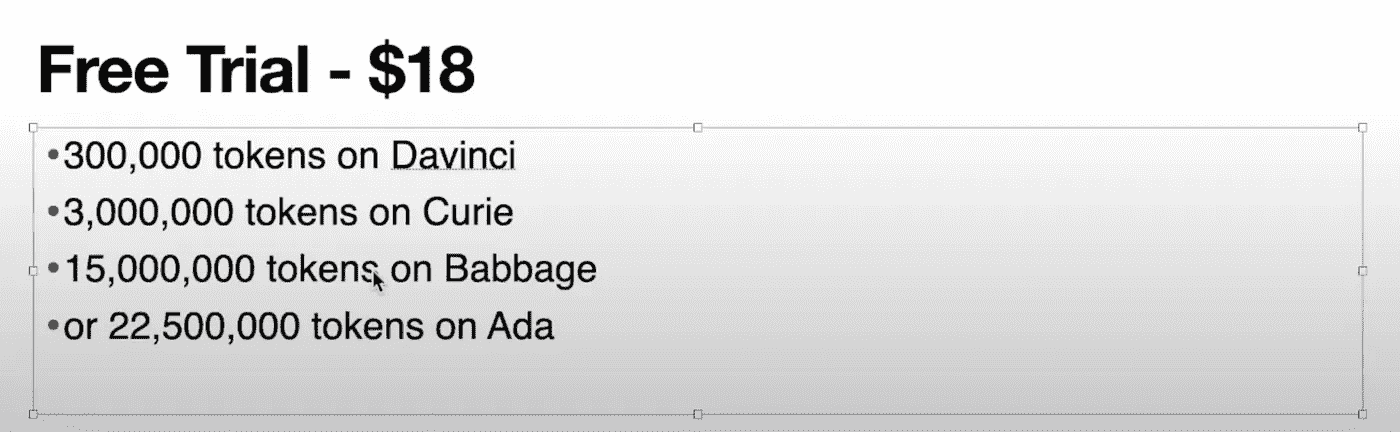 Free Trial - $18
•300,000 tokens on Davinci
•3,000,000 tokens on Curie
•15,000,000 tokens on Babbage
•or 22,500,000 tokens on Ada